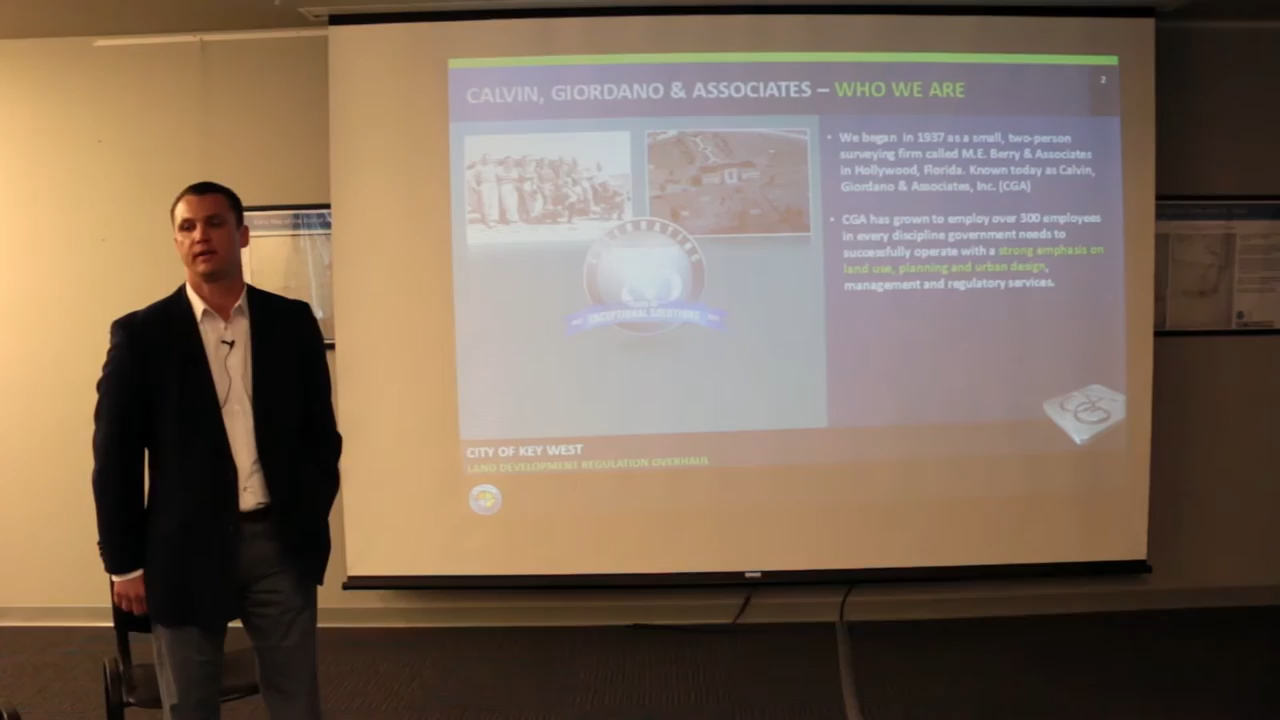 CALVIN, GIORDANO & ASSOCIATES – WHO WE ARE
2
• We began in 1937 as a small, two-person
surveying firm called M.E. Berry & Associates
in Hollywood, Florida. Known today as Calvin,
Giordano & Associates, Inc. (CGA)
• CGA has grown to employ over 300 employees
in every discipline government needs to
successfully operate with a strong emphasis on
land use, planning and urban design,
management and regulatory services.
EXCEPTIONAL SOLUTIONS
CITY OF KEY WEST
LAND DEVELOPMENT REGULATION OVERHAUL